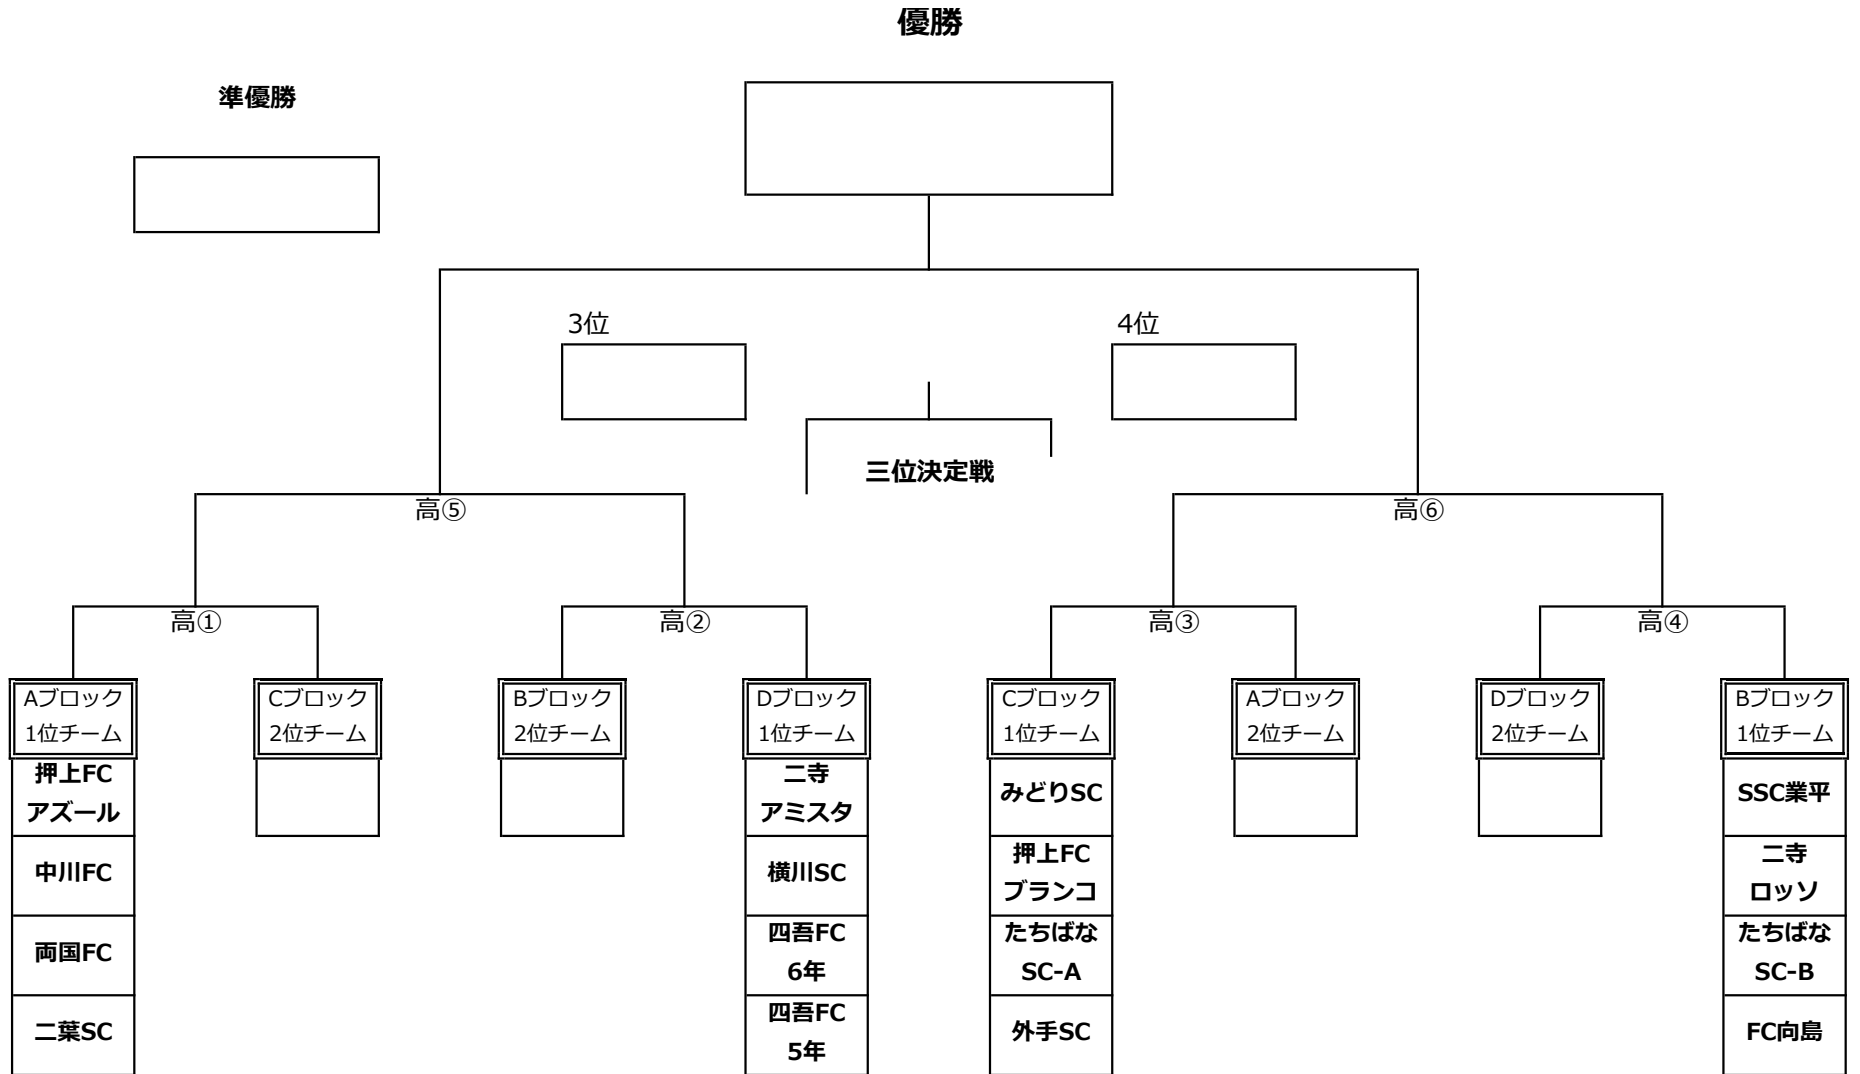 優勝
準優勝
3位
4位
三位決定戦
高⑤
高⑥
高①
高②
高③
高④
Aブロック
1位チーム
Cブロック
2位チーム
Bブロック
2位チーム
Dブロック
1位チーム
Cブロック
1位チーム
Aブロック
2位チーム
Dブロック
2位チーム
Bブロック
1位チーム
押上FC
アズール
中川FC
両国FC
二葉SC
二寺
アミスタ
横川SC
四吾FC
6年
四吾FC
5年
みどりSC
押上FC
ブランコ
たちばな
SC-A
外手SC
SSC業平
二寺
ロッソ
たちばな
SC-B
FC向島